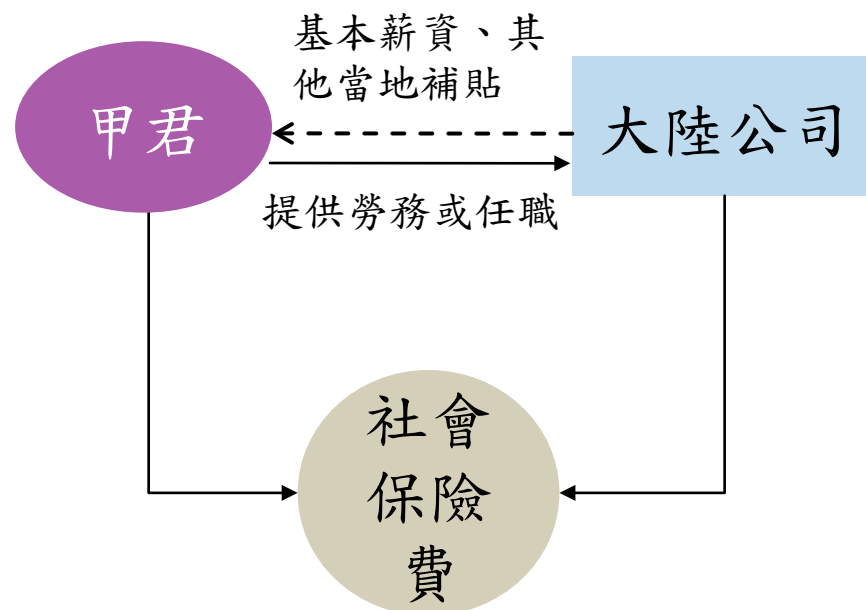 基本薪資、其
他當地補貼
甲君
大陸公司
提供勞務或任職
社會
保險
費